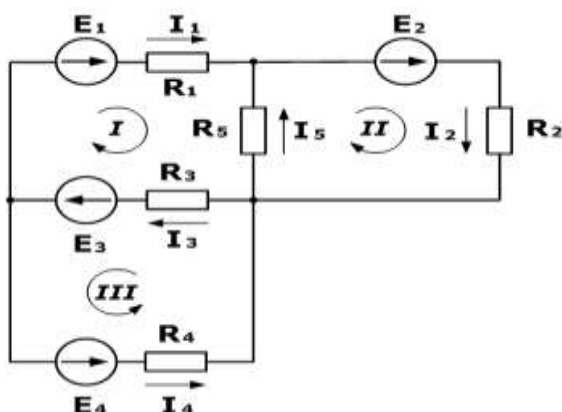 E1 I1 E2
R1
I R5 I5 II I2 R2
R3
E3 I3
III
R4
E4 I4